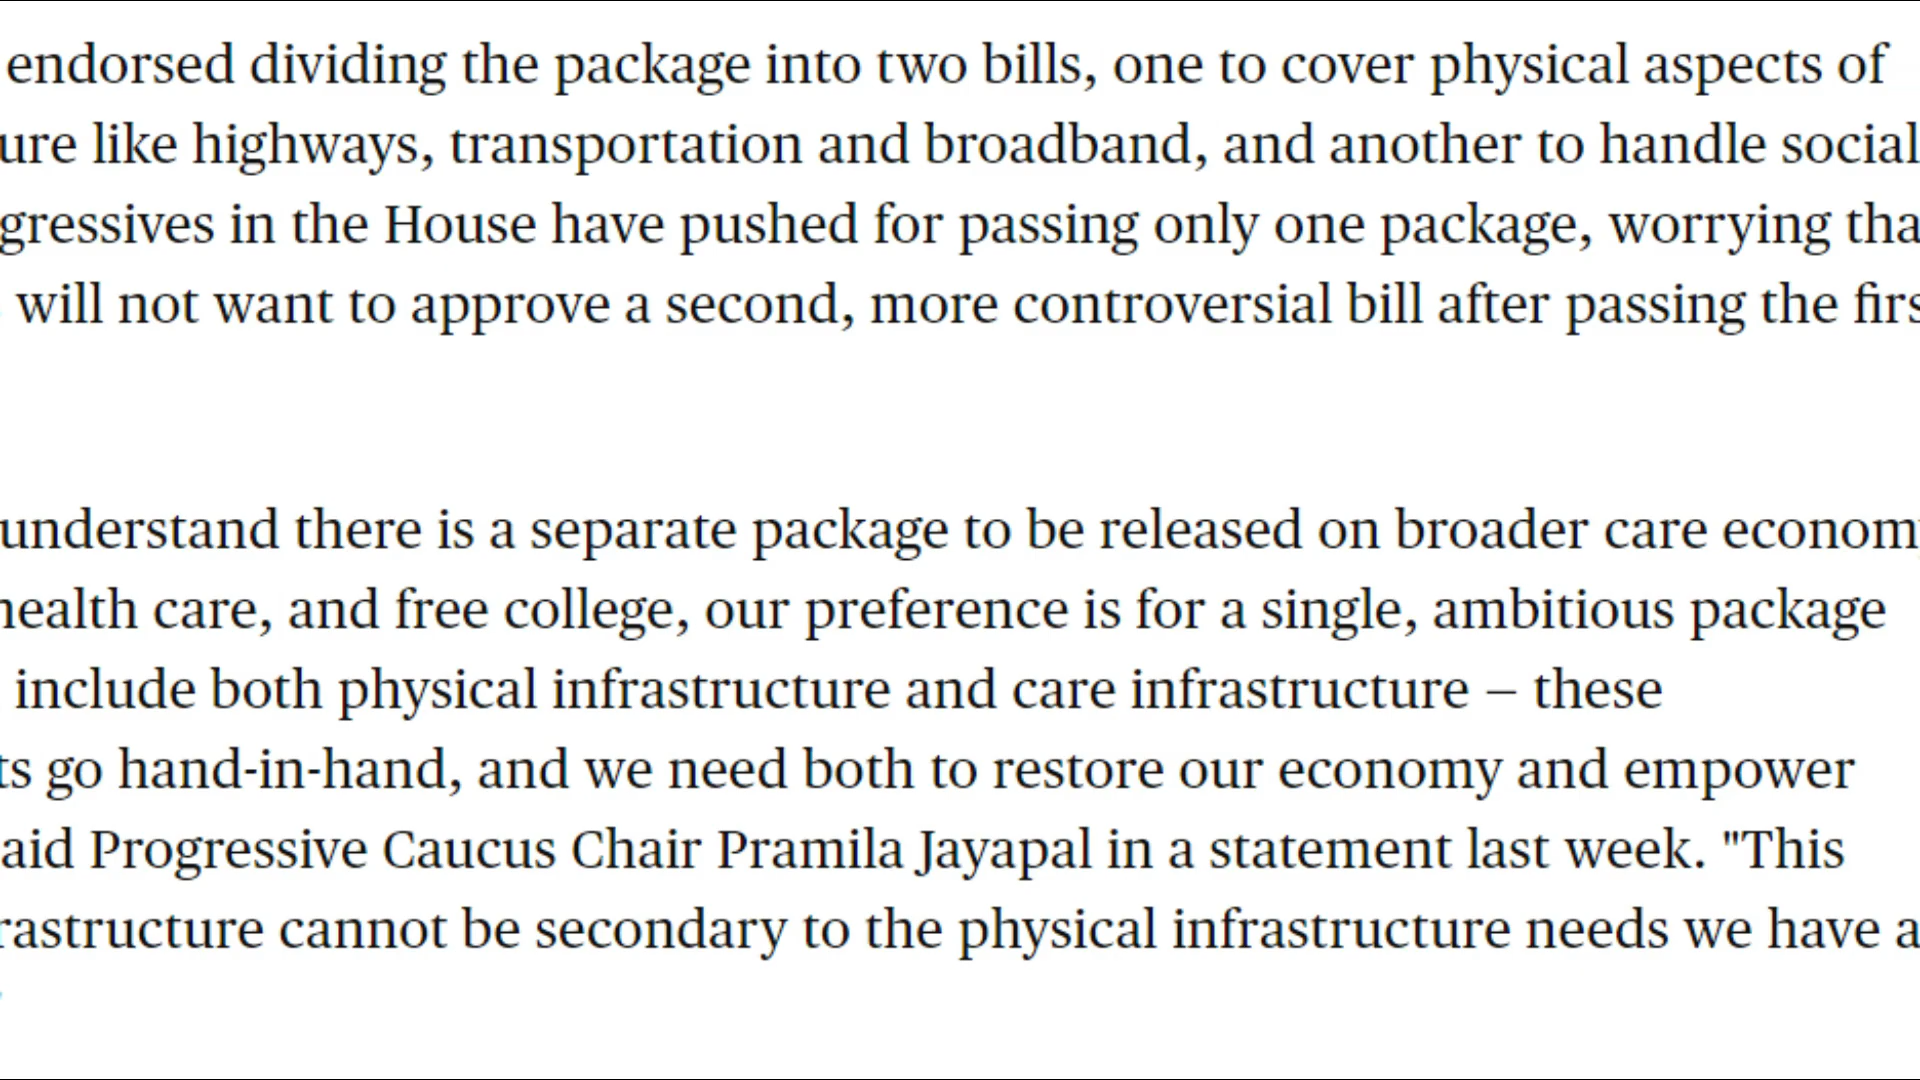 endorsed dividing the package into two bills, one to cover physical aspects of
ure like highways, transportation and broadband, and another to handle social
gressives in the House have pushed for passing only one package, worrying tha
will not want to approve a second, more controversial bill after passing the firs
understand there is a separate package to be released on broader care econom
health care, and free college, our preference is for a single, ambitious package
include both physical infrastructure and care infrastructure – these
ts go hand-in-hand, and we need both to restore our economy and empower
aid Progressive Caucus Chair Pramila Jayapal in a statement last week. "This
rastructure cannot be secondary to the physical infrastructure needs we have a